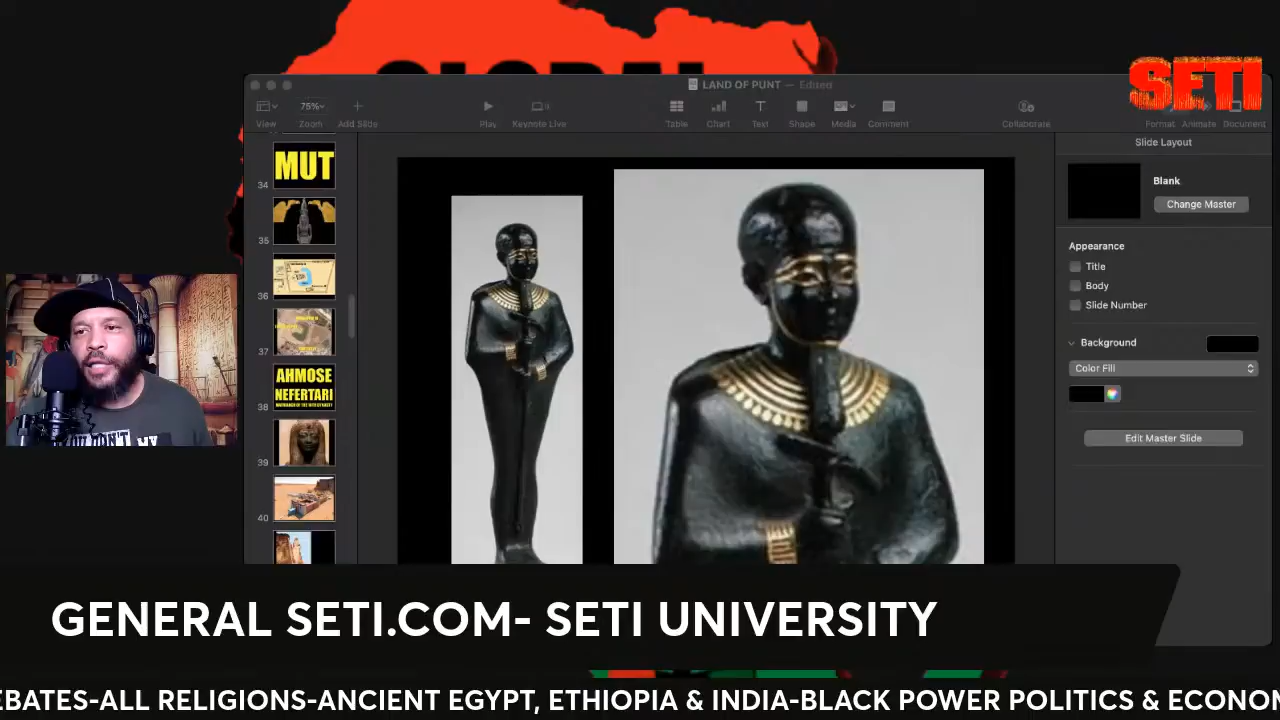 GLOBAL
SETI
LAND OF PUNT — Edited
75%
View
Zoom
Add Slide
Play
Keynote Live
Table
Chart
Text
Shape
Media
Comment
Collaborate
Format
Animate
Document
Slide Layout
34
MUT
Blank
Change Master
35
Appearance
Title
Body
Slide Number
36
37
Background
Color Fill
38
AHMOSE
NEFERTARI
39
Edit Master Slide
40
GENERAL SETI.COM- SETI UNIVERSITY
EBATES-ALL RELIGIONS-ANCIENT EGYPT, ETHIOPIA & INDIA-BLACK POWER POLITICS & ECONO